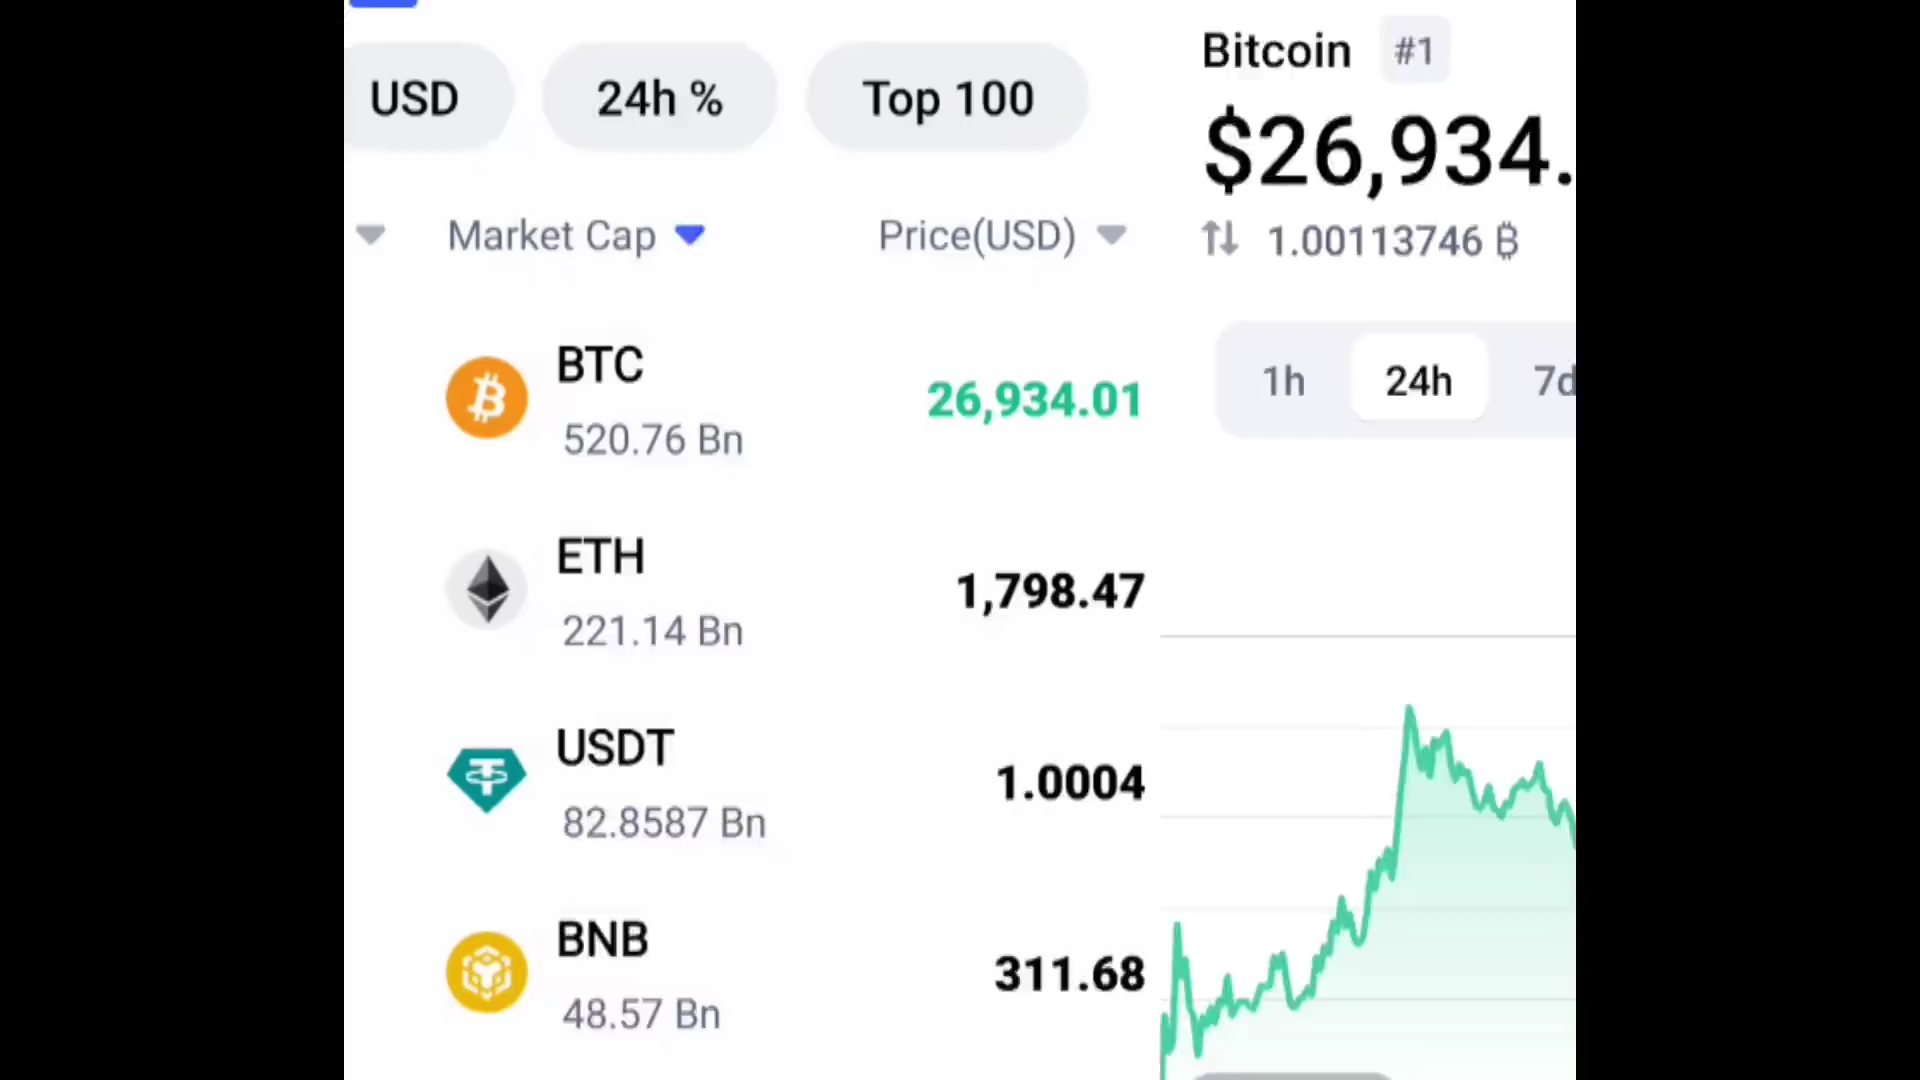 USD
24h %
Top 100
Market Cap
Price(USD)
BTC
26,934.01
520.76 Bn
ETH
1,798.47
221.14 Bn
USDT
1.0004
82.8587 Bn
BNB
311.68
48.57 Bn
Bitcoin #1
$26,934.
1.00113746 ₿
1h
24h
7d